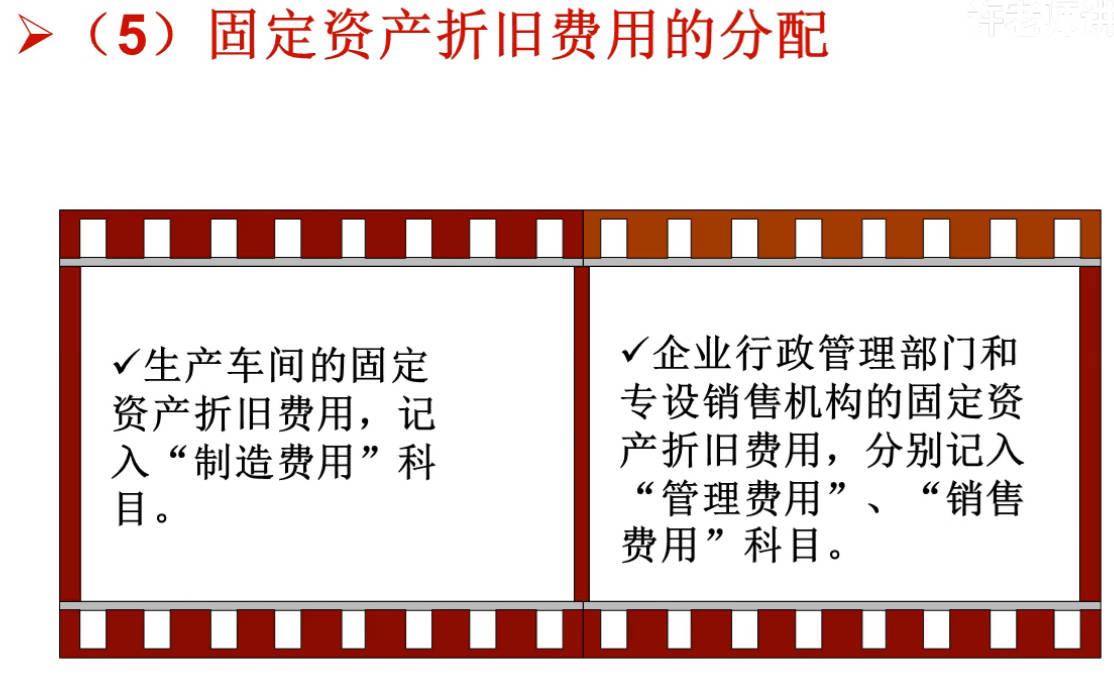 （5）固定资产折旧费用的分配
✓生产车间的固定
资产折旧费用，记
入“制造费用”科
目。
✓企业行政管理部门和
专设销售机构的固定资
产折旧费用，分别记入
“管理费用”、“销售
费用”科目。